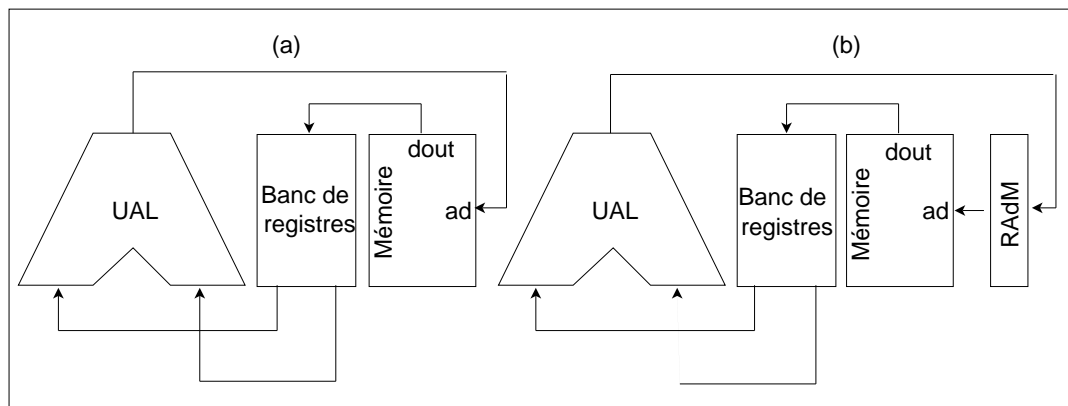 (a)
(b)
UAL
Banc de
registres
Mémoire
dout
ad
UAL
Banc de
registres
Mémoire
dout
ad
RAdM